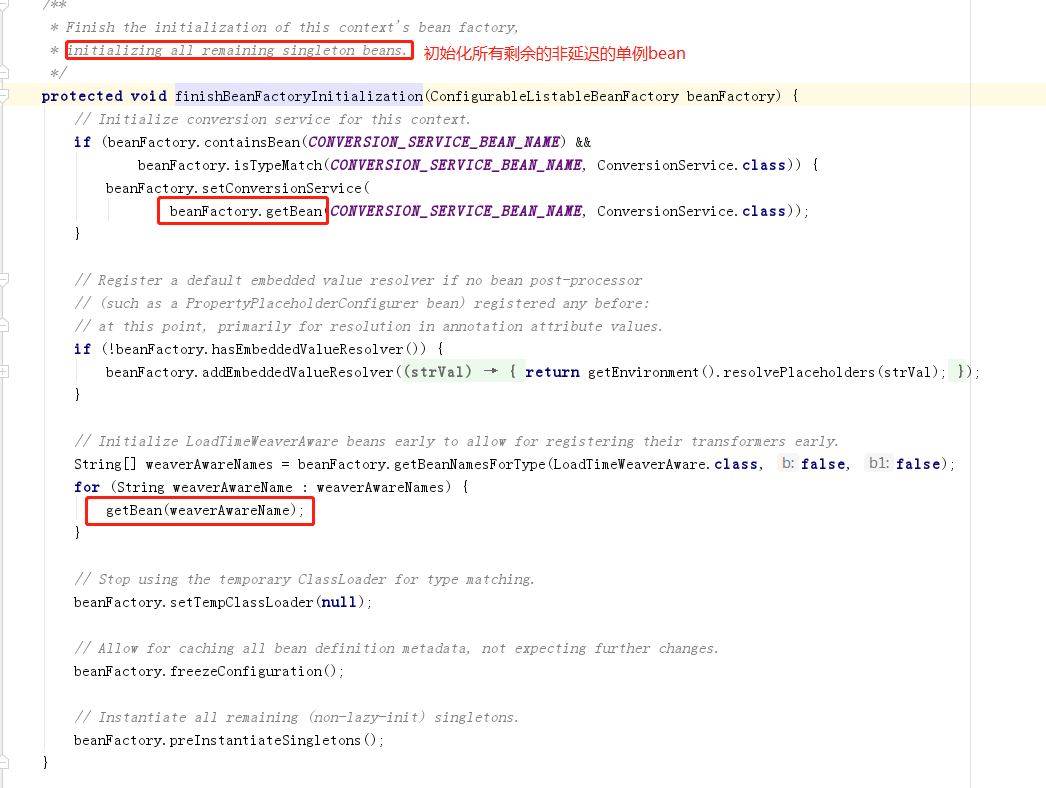 /**
* Finish the initialization of this context's bean factory,
* initializing all remaining singleton beans. 初始化所有剩余的非延迟的单例bean
*/
protected void finishBeanFactoryInitialization(ConfigurableListableBeanFactory beanFactory) {
// Initialize conversion service for this context.
if (beanFactory.containsBean(CONVERSION_SERVICE_BEAN_NAME) &&
beanFactory.isTypeMatch(CONVERSION_SERVICE_BEAN_NAME, ConversionService.class)) {
beanFactory.setConversionService(
beanFactory.getBean(CONVERSION_SERVICE_BEAN_NAME, ConversionService.class));
}
// Register a default embedded value resolver if no bean post-processor
// (such as a PropertyPlaceholderConfigurer bean) registered any before:
// at this point, primarily for resolution in annotation attribute values.
if (!beanFactory.hasEmbeddedValueResolver()) {
beanFactory.addEmbeddedValueResolver((strVal) → { return getEnvironment().resolvePlaceholders(strVal); });
}
// Initialize LoadTimeWeaverAware beans early to allow for registering their transformers early.
String[] weaverAwareNames = beanFactory.getBeanNamesForType(LoadTimeWeaverAware.class, b: false, b1: false);
for (String weaverAwareName : weaverAwareNames) {
getBean(weaverAwareName);
}
// Stop using the temporary ClassLoader for type matching.
beanFactory.setTempClassLoader(null);
// Allow for caching all bean definition metadata, not expecting further changes.
beanFactory.freezeConfiguration();
// Instantiate all remaining (non-lazy-init) singletons.
beanFactory.preInstantiateSingletons();
}